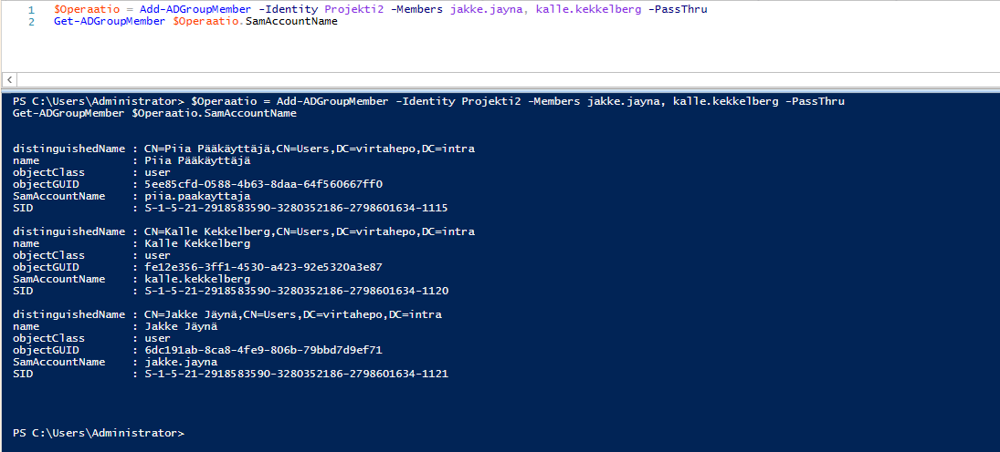 1 $Operaatio = Add-ADGroupMember -Identity Projekti2 -Members jakke.jayna, kalle.kekkelberg -PassThru
2 Get-ADGroupMember $Operaatio.SamAccountName
PS C:\Users\Administrator> $Operaatio = Add-ADGroupMember -Identity Projekti2 -Members jakke.jayna, kalle.kekkelberg -PassThru
Get-ADGroupMember $Operaatio.SamAccountName
distinguishedName : CN=Piia Pääkäyttäjä,CN=Users,DC=virtahepo,DC=intra
name : Piia Pääkäyttäjä
objectClass : user
objectGUID : 5ee85cfd-0588-4b63-8daa-64f560667ff0
SamAccountName : piia.paakayttaja
SID : S-1-5-21-2918583590-3280352186-2798601634-1115
distinguishedName : CN=Kalle Kekkelberg,CN=Users,DC=virtahepo,DC=intra
name : Kalle Kekkelberg
objectClass : user
objectGUID : fe12e356-3ff1-4530-a423-92e5320a3e87
SamAccountName : kalle.kekkelberg
SID : S-1-5-21-2918583590-3280352186-2798601634-1120
distinguishedName : CN=Jakke Jäynä,CN=Users,DC=virtahepo,DC=intra
name : Jakke Jäynä
objectClass : user
objectGUID : 6dc191ab-8ca8-4fe9-806b-79bbd7d9ef71
SamAccountName : jakke.jayna
SID : S-1-5-21-2918583590-3280352186-2798601634-1121
PS C:\Users\Administrator>